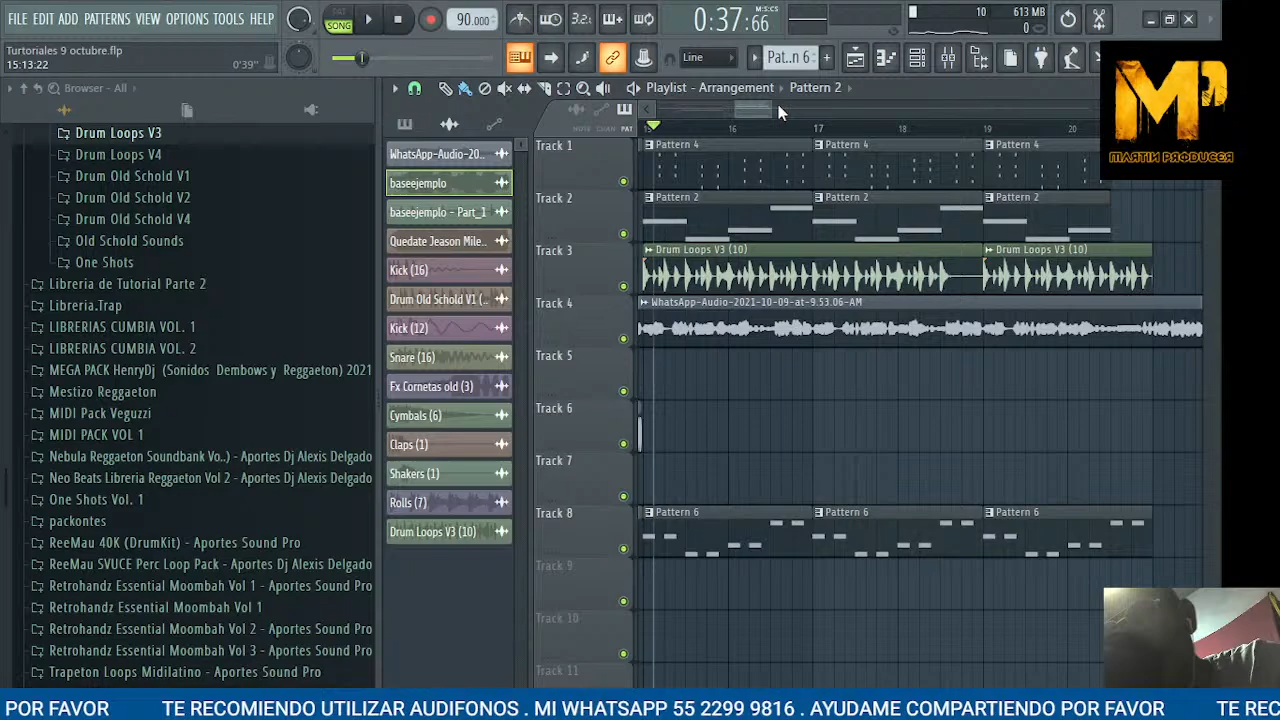 FILE EDIT ADD PATTERNS VIEW OPTIONS TOOLS HELP
PAT
SONG
90.000
3.2
0:37:66
M:S:CS
10
613 MB
0
Turtoriales 9 octubre.flp
15:13:22
0'39"
Line
Pat..n 6
Browser - All
Playlist - Arrangement
Pattern 2
NOTE CHAN PAT
15
16
17
18
19
20
Drum Loops V3
Drum Loops V4
Drum Old Schold V1
Drum Old Schold V2
Drum Old Schold V4
Old Schold Sounds
One Shots
Libreria de Tutorial Parte 2
Libreria.Trap
LIBRERIAS CUMBIA VOL. 1
LIBRERIAS CUMBIA VOL. 2
MEGA PACK HenryDj (Sonidos Dembows y Reggaeton) 2021
Mestizo Reggaeton
MIDI Pack Veguzzi
MIDI PACK VOL 1
Nebula Reggaeton Soundbank Vo..) - Aportes Dj Alexis Delgado
Neo Beats Libreria Reggaeton Vol 2 - Aportes Dj Alexis Delgado
One Shots Vol. 1
packontes
ReeMau 40K (DrumKit) - Aportes Sound Pro
ReeMau SVUCE Perc Loop Pack - Aportes Dj Alexis Delgado
Retrohandz Essential Moombah Vol 1 - Aportes Sound Pro
Retrohandz Essential Moombah Vol 1
Retrohandz Essential Moombah Vol 2 - Aportes Sound Pro
Retrohandz Essential Moombah Vol 3 - Aportes Sound Pro
Trapeton Loops Midilatino - Aportes Sound Pro
WhatsApp-Audio-20..
baseejemplo
baseejemplo - Part_1
Quedate Jeason Mile..
Kick (16)
Drum Old Schold V1 (..
Kick (12)
Snare (16)
Fx Cornetas old (3)
Cymbals (6)
Claps (1)
Shakers (1)
Rolls (7)
Drum Loops V3 (10)
Track 1
Pattern 4
Pattern 4
Pattern 4
Track 2
Pattern 2
Pattern 2
Pattern 2
Track 3
Drum Loops V3 (10)
Drum Loops V3 (10)
Track 4
WhatsApp-Audio-2021-10-09-at-9.53.06-AM
Track 5
Track 6
Track 7
Track 8
Pattern 6
Pattern 6
Pattern 6
Track 9
Track 10
Track 11
MP
MARTIN PRODUCER
POR FAVOR TE RECOMIENDO UTILIZAR AUDIFONOS . MI WHATSAPP 55 2299 9816 . AYUDAME COMPARTIENDO POR FAVOR TE REC